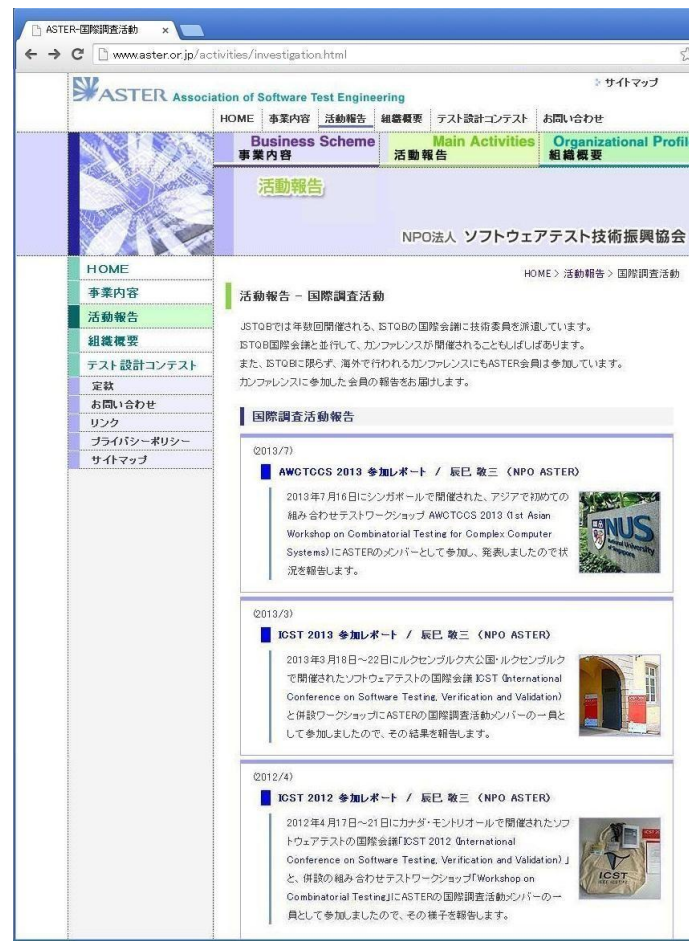 ASTER-国際調査活動
www.aster.or.jp/activities/investigation.html
サイトマップ
ASTER Association of Software Test Engineering
HOME 事業内容 活動報告 組織概要 テスト設計コンテスト お問い合わせ
Business Scheme
事業内容
Main Activities
活動報告
Organizational Profil
組織概要
活動報告
NPO法人 ソフトウェアテスト技術振興協会
HOME
事業内容
活動報告
組織概要
テスト設計コンテスト
定款
お問い合わせ
リンク
プライバシーポリシー
サイトマップ
HOME > 活動報告 > 国際調査活動
活動報告 - 国際調査活動
JSTQBでは年数回開催される、ISTQBの国際会議に技術委員を派遣しています。
ISTQB国際会議と並行して、カンファレンスが開催されることもしばしばあります。
また、ISTQBに限らず、海外で行われるカンファレンスにもASTER会員は参加しています。
カンファレンスに参加した会員の報告をお届けします。
国際調査活動報告
(2013/7)
AWCTCCS 2013 参加レポート / 辰巳 敬三 (NPO ASTER)
2013年7月16日にシンガポールで開催された、アジアで初めての
組み合わせテストワークショップ AWCTCCS 2013 (1st Asian
Workshop on Combinatorial Testing for Complex Computer
Systems)にASTERのメンバーとして参加し、発表しましたので状
況を報告します。
NUS
National University
of Singapore
(2013/3)
ICST 2013 参加レポート / 辰巳 敬三 (NPO ASTER)
2013年3月18日～22日にルクセンブルク大公国・ルクセンブルク
で開催されたソフトウェアテストの国際会議 ICST (International
Conference on Software Testing, Verification and Validation)
と併設ワークショップにASTERの国際調査活動メンバーの一員と
して参加しましたので、その結果を報告します。
(2012/4)
ICST 2012 参加レポート / 辰巳 敬三 (NPO ASTER)
2012年4月17日～21日にカナダ・モントリオールで開催されたソフ
トウェアテストの国際会議「ICST 2012 (International
Conference on Software Testing, Verification and Validation) 」
と、併設の組み合わせテストワークショップ「Workshop on
Combinatorial Testing」にASTERの国際調査活動メンバーの一
員として参加しましたので、その様子を報告します。
ICST